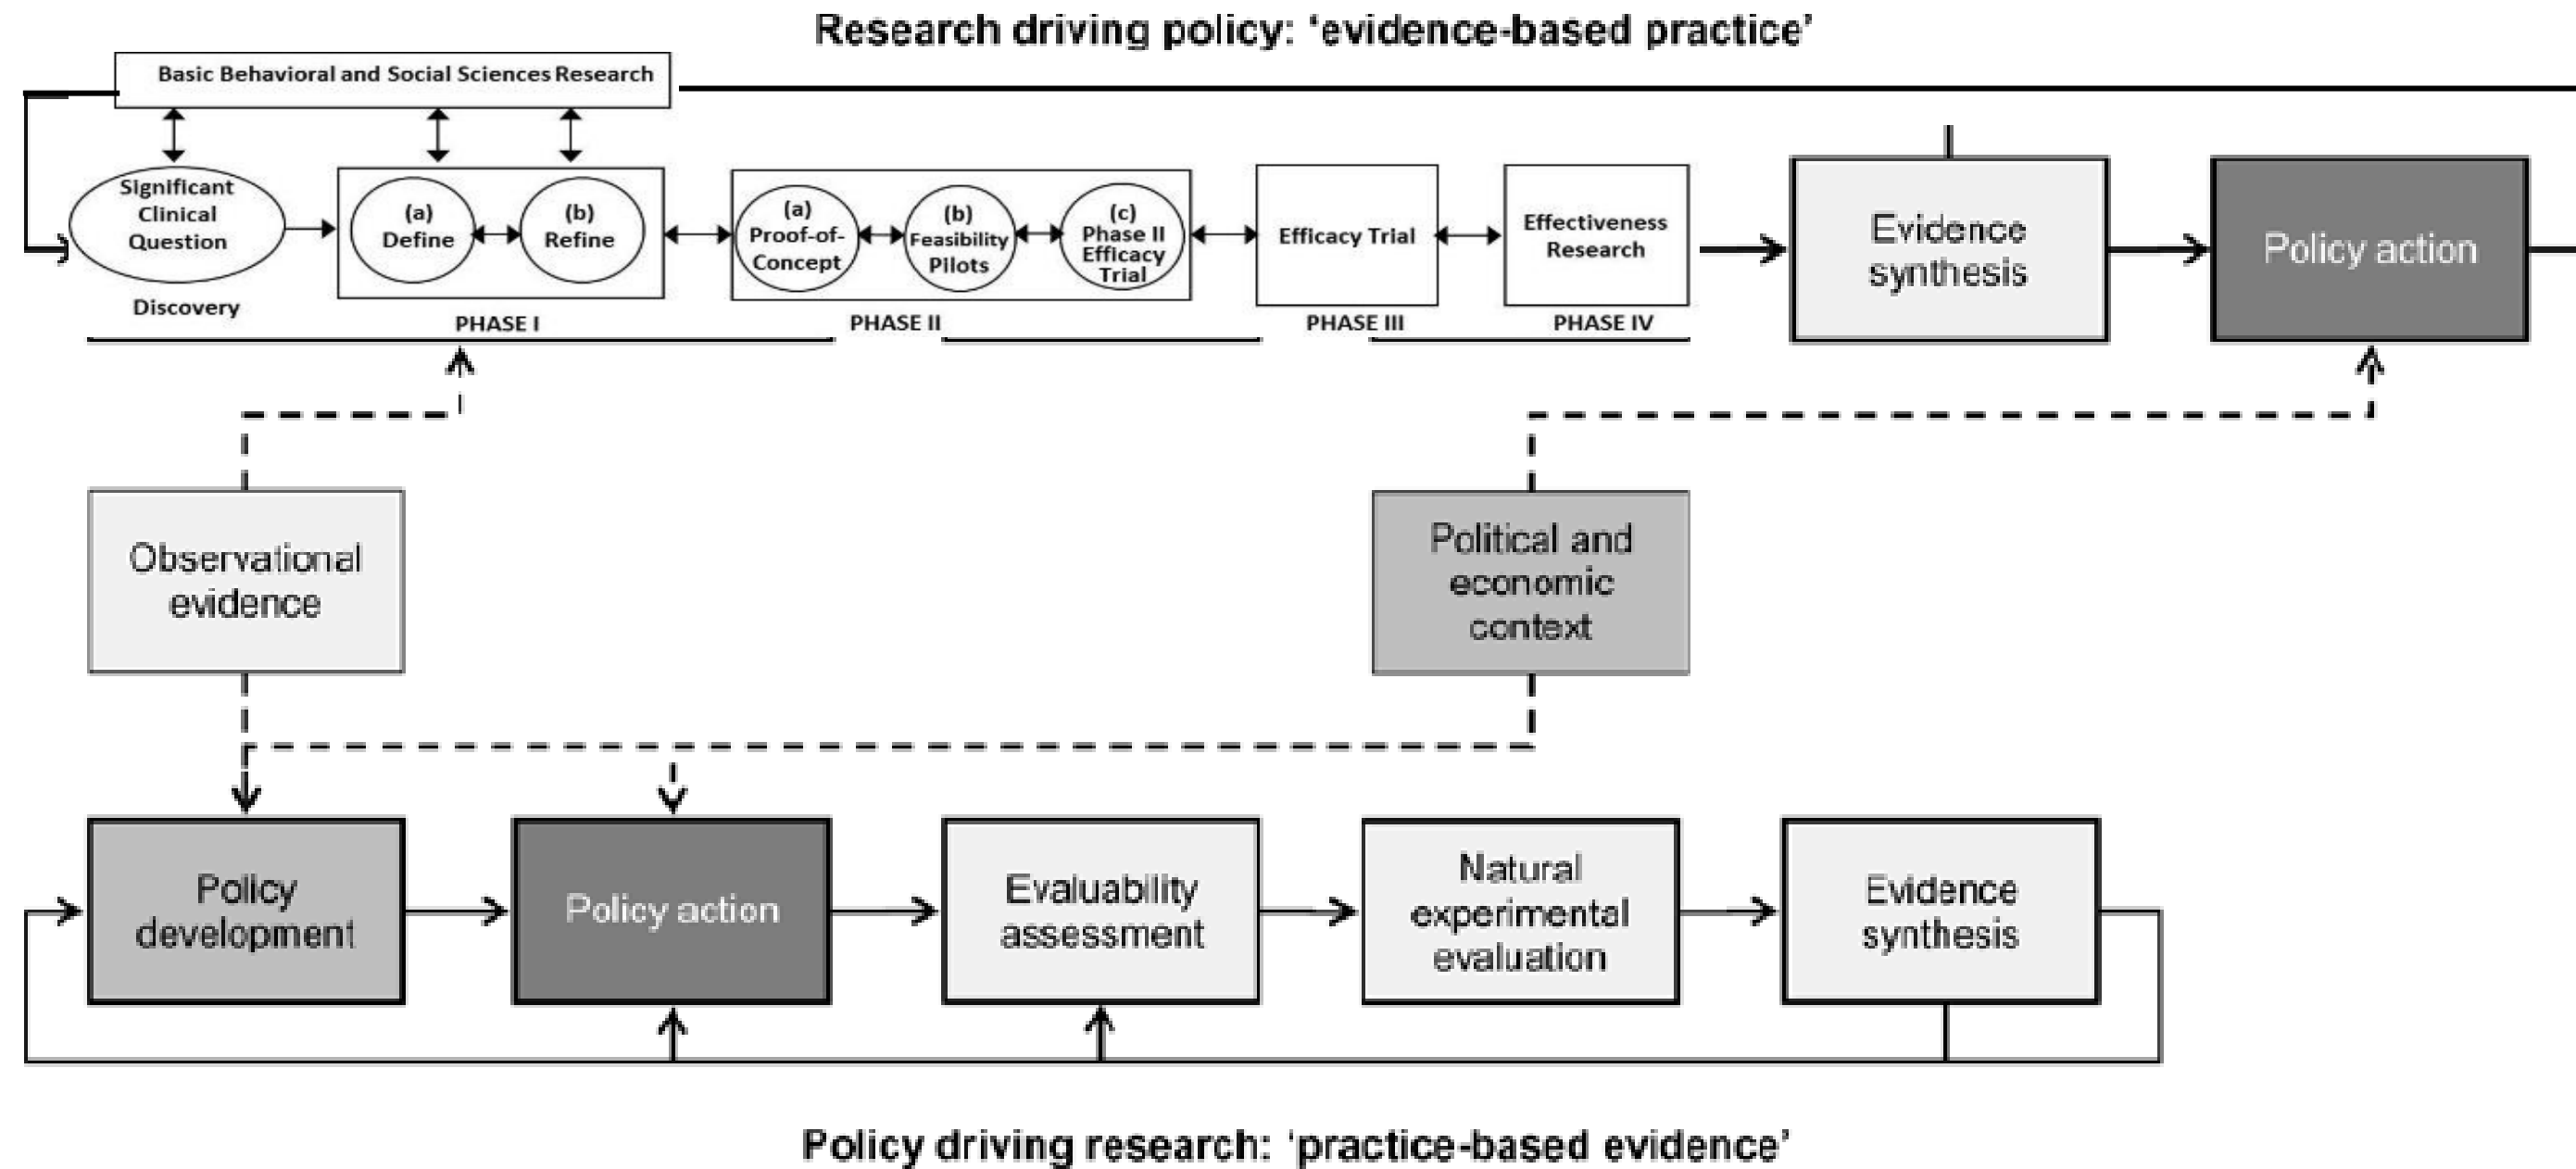 Research driving policy: ‘evidence-based practice’
Basic Behavioral and Social Sciences Research
Significant
Clinical
Question
Discovery
(a)
Define
(b)
Refine
PHASE I
(a)
Proof-of-
Concept
(b)
Feasibility
Pilots
(c)
Phase II
Efficacy
Trial
PHASE II
Efficacy Trial
PHASE III
Effectiveness
Research
PHASE IV
Evidence
synthesis
Policy action
Observational
evidence
Political and
economic
context
Policy
development
Policy action
Evaluability
assessment
Natural
experimental
evaluation
Evidence
synthesis
Policy driving research: ‘practice-based evidence’